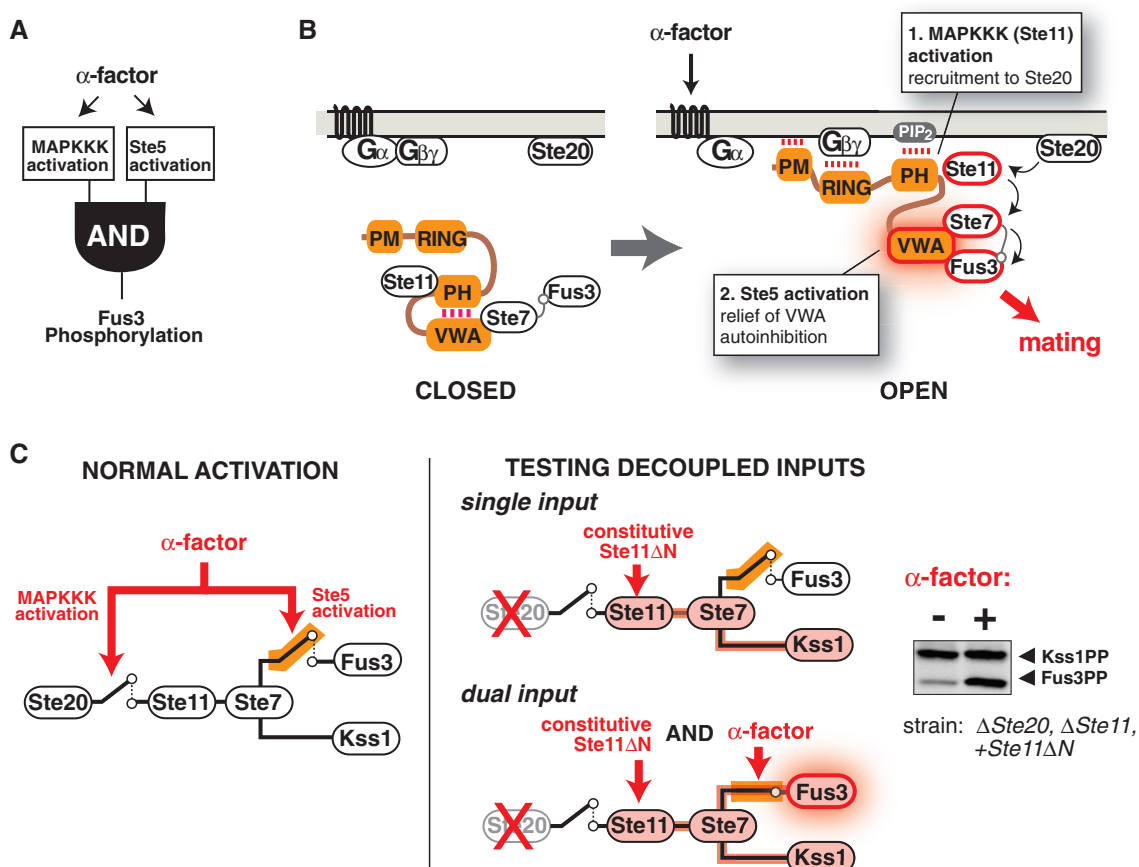 A
α-factor
MAPKKK
activation
Ste5
activation
AND
Fus3
Phosphorylation
B
Gα
Gβγ
Ste20
PM
RING
Ste11
PH
VWA
Ste7
Fus3
CLOSED
α-factor
1. MAPKKK (Ste11)
activation
recruitment to Ste20
Gα
PM
Gβγ
RING
PIP2
PH
Ste11
Ste20
Ste7
VWA
Fus3
2. Ste5 activation
relief of VWA
autoinhibition
mating
OPEN
C
NORMAL ACTIVATION
α-factor
MAPKKK
activation
Ste5
activation
Fus3
Ste20
Ste11
Ste7
Kss1
TESTING DECOUPLED INPUTS
single input
constitutive
Ste11ΔN
Fus3
Ste20
Ste11
Ste7
Kss1
dual input
constitutive
Ste11ΔN
AND
α-factor
Fus3
Ste20
Ste11
Ste7
Kss1
α-factor:
- +
Kss1PP
Fus3PP
strain: ΔSte20, ΔSte11,
+Ste11ΔN